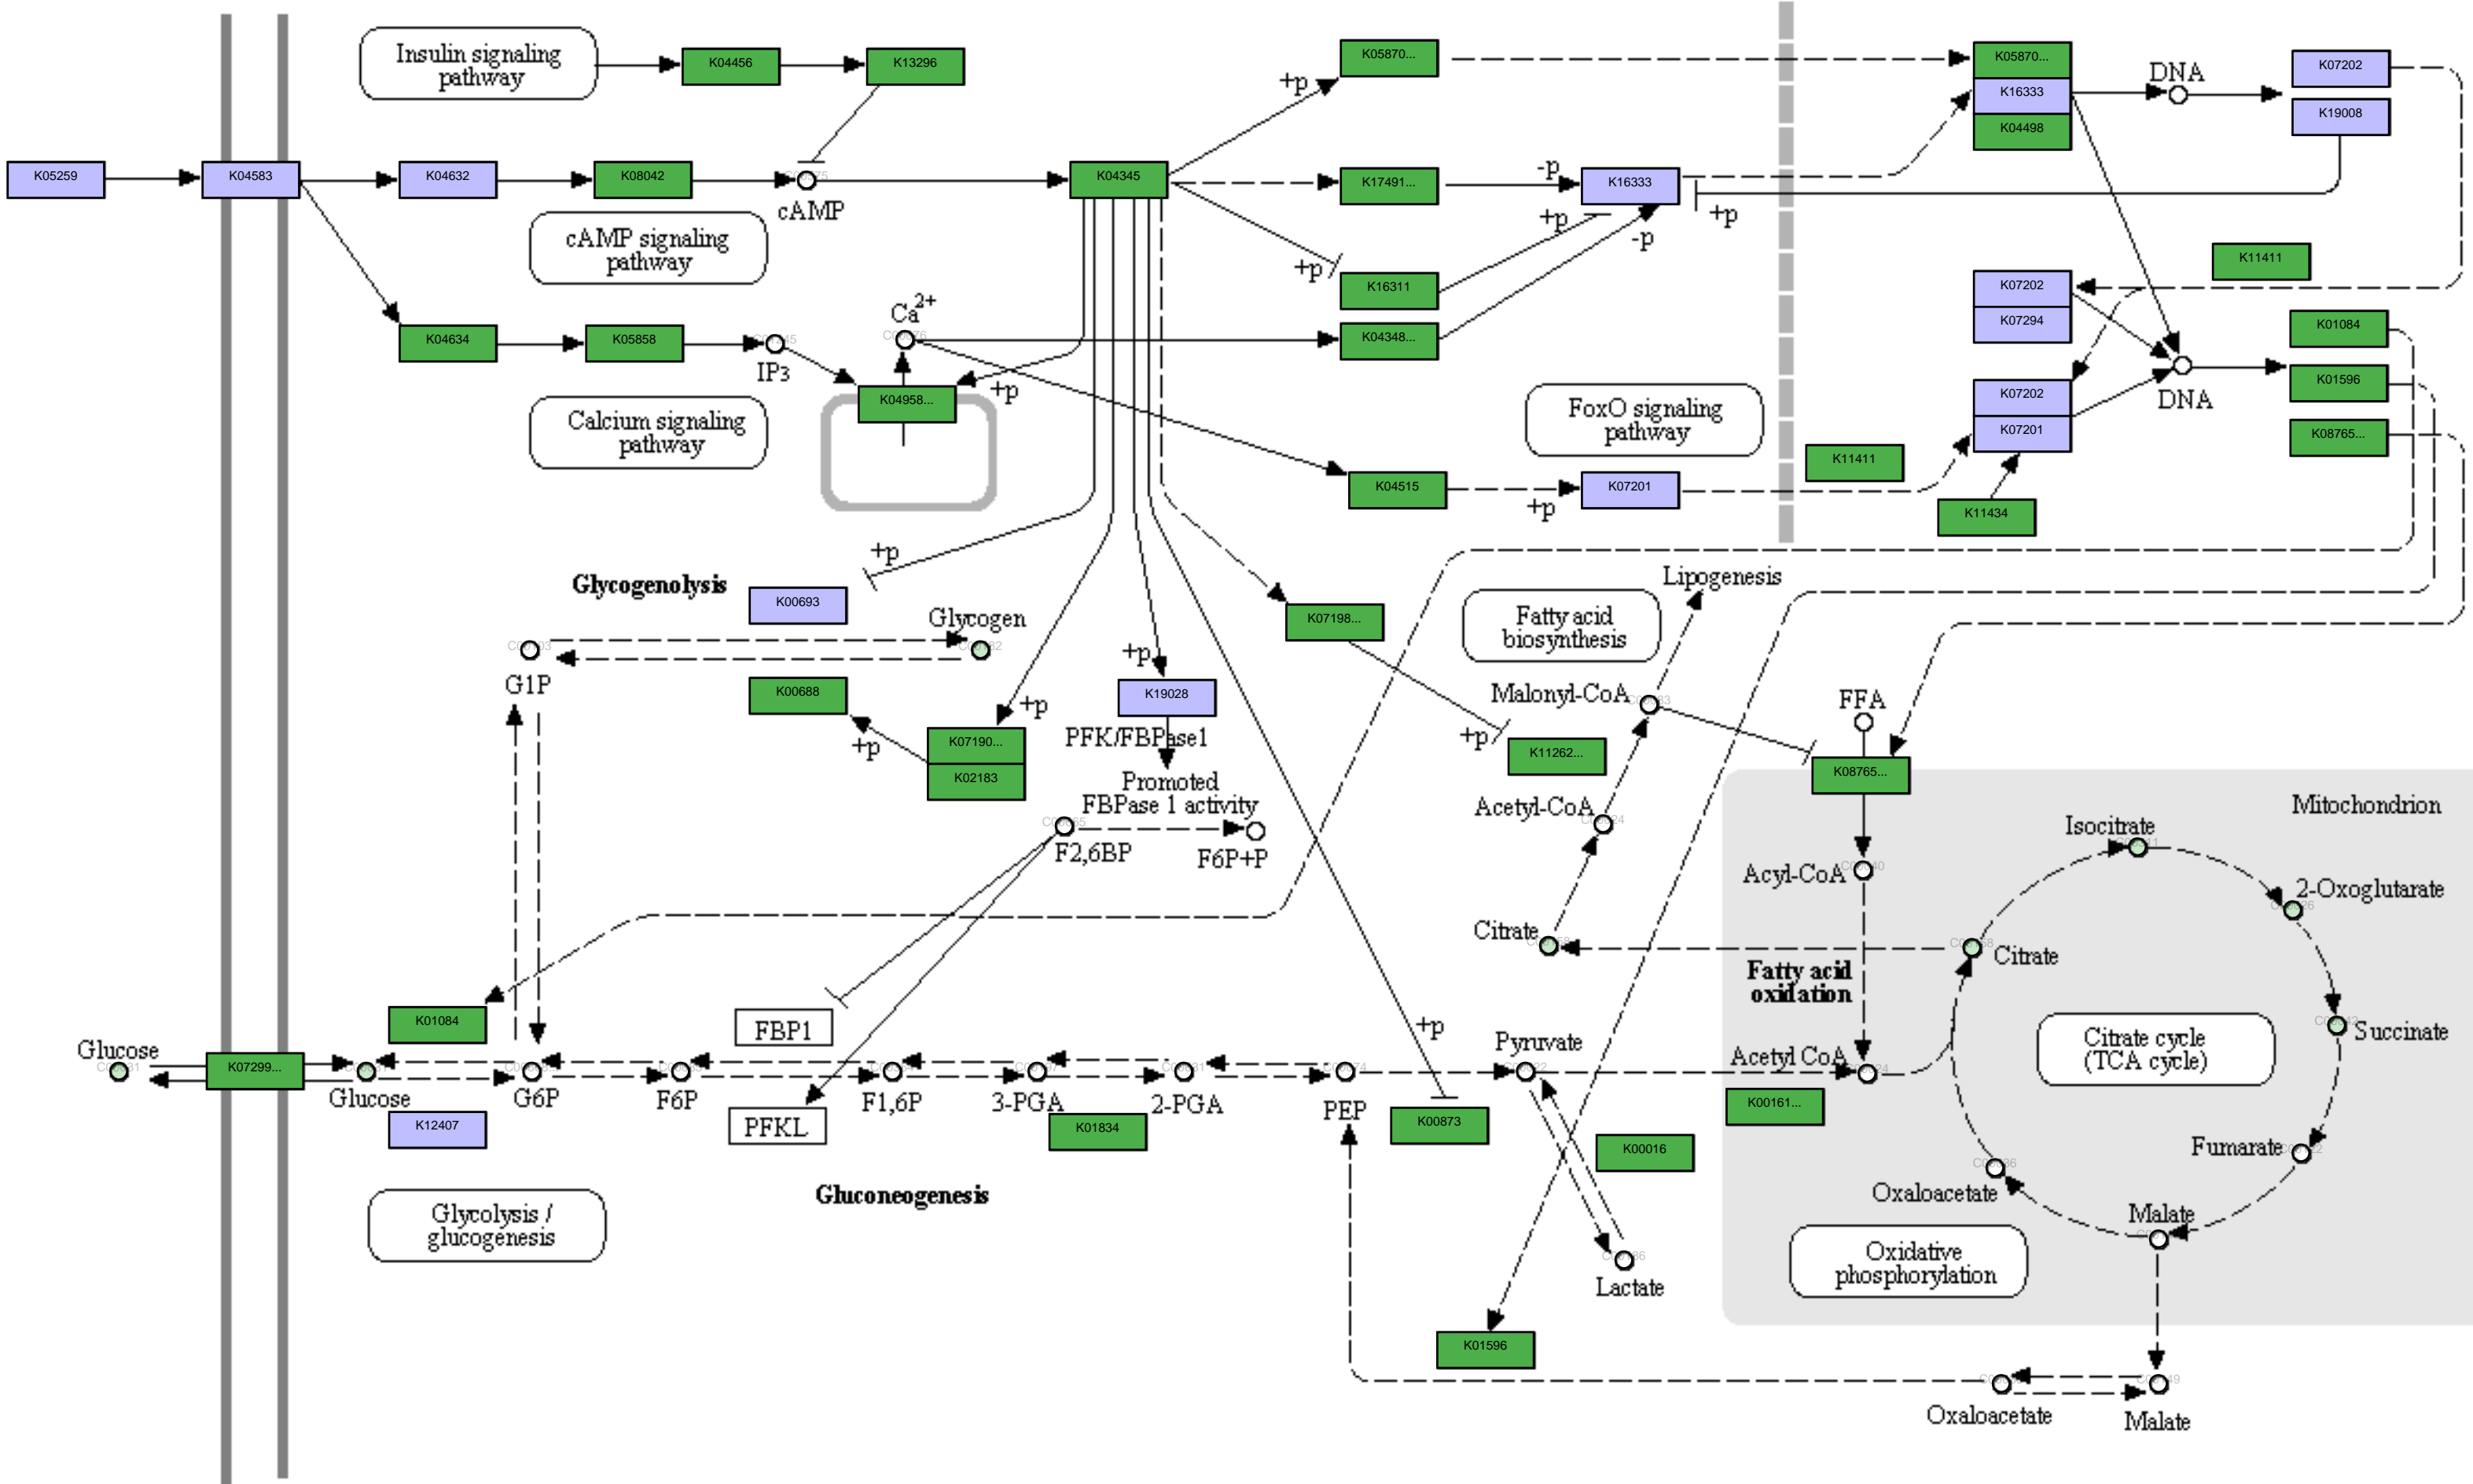 Insulin signaling
pathway
K04456
K13296
K05870...
K05870...
K16333
K04498
DNA
K07202
K19008
+p
K05259
K04583
K04632
K08042
cAMP
K04345
K17491...
-p
K16333
+p
+p
-p
+p
cAMP signaling
pathway
K16311
K11411
K07202
K07294
K04634
K05858
IP3
Ca2+
K04348...
K01084
K01596
K08765...
K04958...
+p
Calcium signaling
pathway
FoxO signaling
pathway
K07202
K07201
DNA
K11411
K04515
+p
K07201
K11434
+p
Glycogenolysis
K00693
Glycogen
G1P
K00688
+p
K07190...
K02183
+p
+p
K19028
PFK/FBPase1
Promoted
FBPase 1 activity
F2,6BP
F6P+P
K07198...
Fatty acid
biosynthesis
Lipogenesis
Malonyl-CoA
+p
K11262...
Acetyl-CoA
Citrate
FFA
K08765...
Mitochondrion
Acyl-CoA
Isocitrate
2-Oxoglutarate
Citrate
Fatty acid
oxidation
Succinate
Citrate cycle
(TCA cycle)
Acetyl CoA
K00161...
Fumarate
Oxaloacetate
Malate
Oxidative
phosphorylation
K01084
FBP1
+p
Glucose
K07299...
Glucose
K12407
G6P
F6P
PFKL
F1,6P
3-PGA
K01834
2-PGA
PEP
K00873
Pyruvate
K00016
Lactate
Glycolysis /
glucogenesis
Gluconeogenesis
K01596
Oxaloacetate
Malate